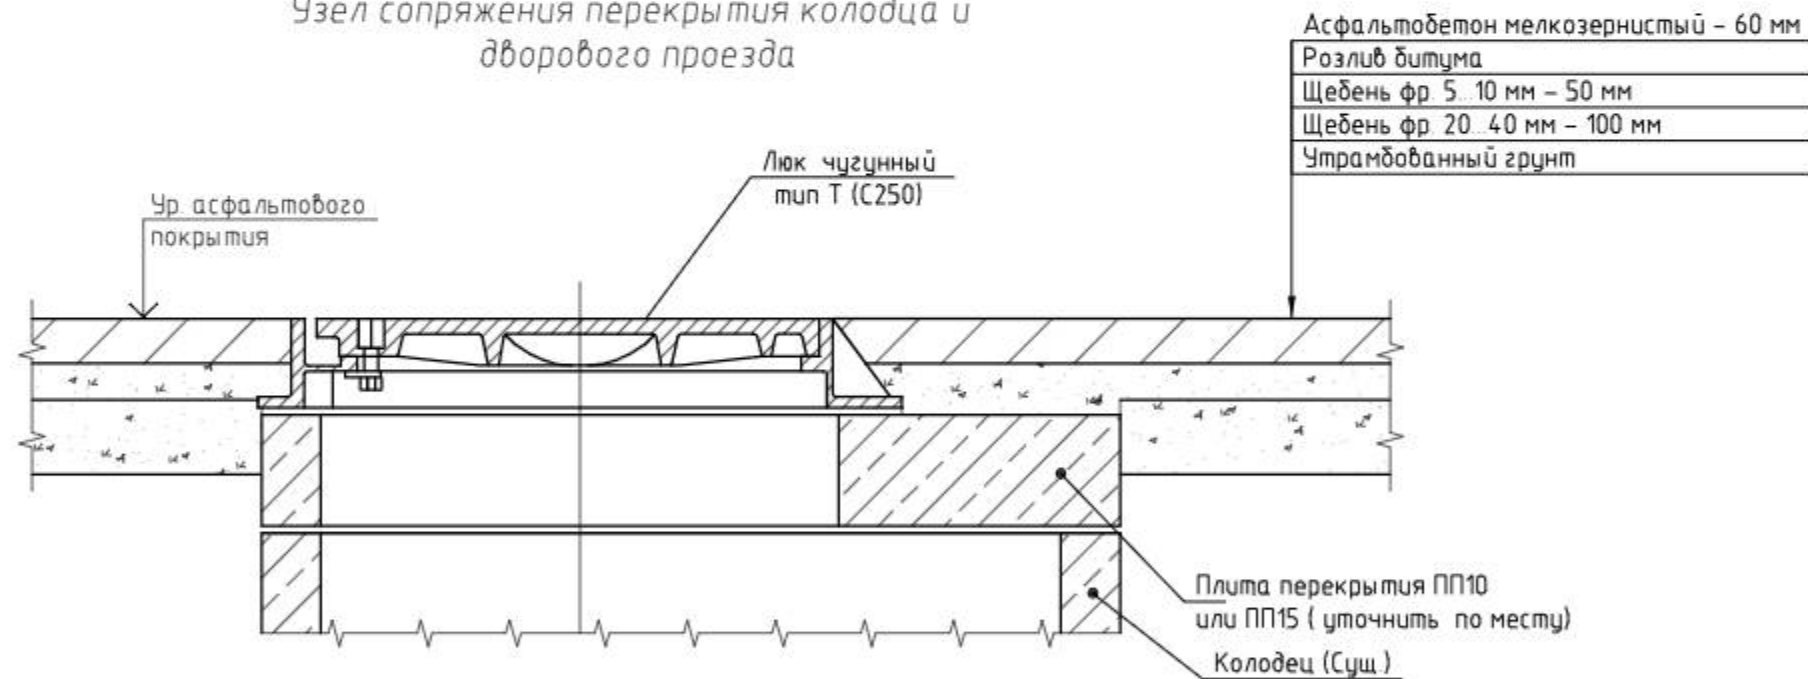 Узел сопряжения перекрытия колодца и
дворового проезда
Асфальтобетон мелкозернистый – 60 мм
Розлив битума
Щебень фр. 5...10 мм – 50 мм
Щебень фр. 20...40 мм – 100 мм
Утрамбованный грунт
Люк чугунный
тип Т (С250)
Ур. асфальтового
покрытия
Плита перекрытия ПП10
или ПП15 ( уточнить по месту)
Колодец (Сущ.)